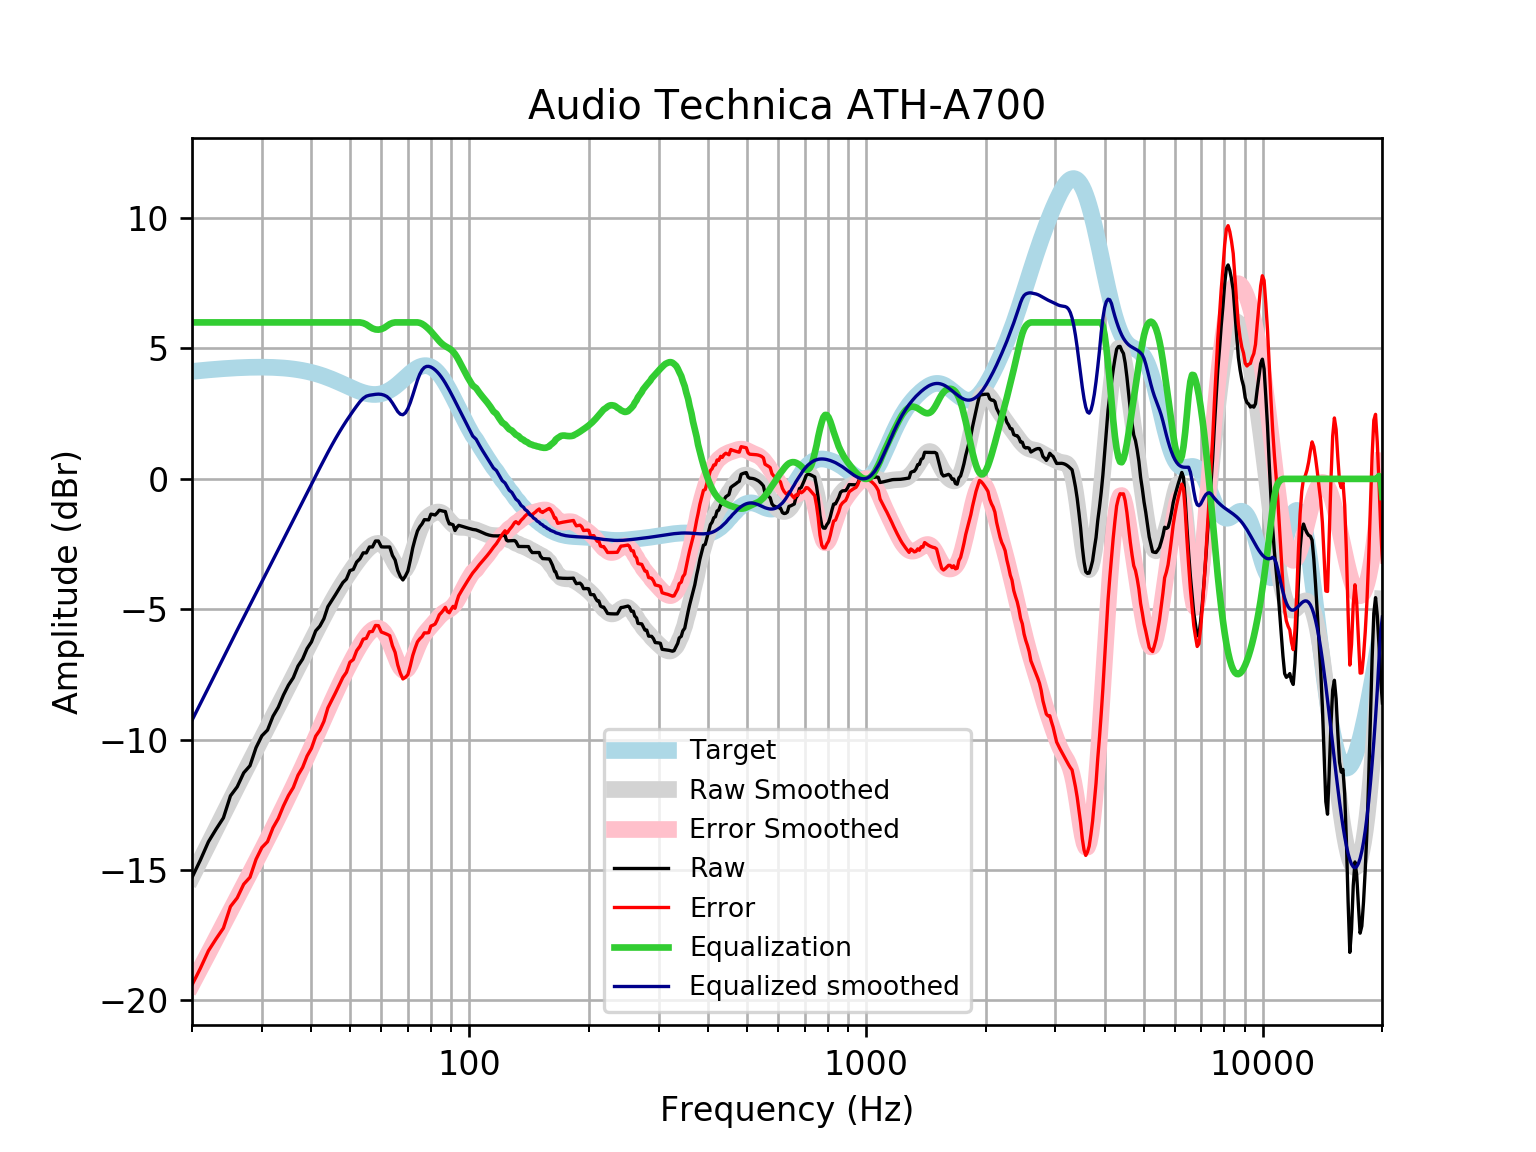 Audio Technica ATH-A700
Amplitude (dBr)
10
5
0
−5
−10
−15
−20
Target
Raw Smoothed
Error Smoothed
Raw
Error
Equalization
Equalized smoothed
100
1000
10000
Frequency (Hz)